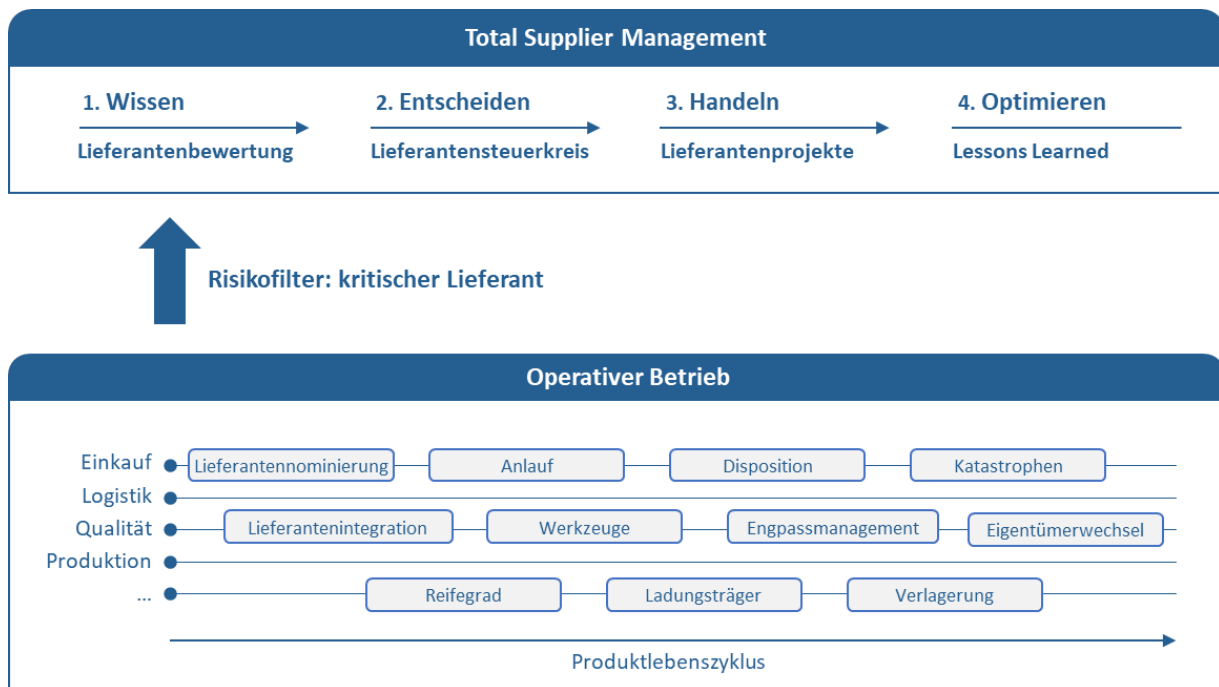 Total Supplier Management
1. Wissen
2. Entscheiden
3. Handeln
4. Optimieren
Lieferantenbewertung
Lieferantensteuerkreis
Lieferantenprojekte
Lessons Learned
Risikofilter: kritischer Lieferant
Operativer Betrieb
Einkauf
Lieferantennominierung
Anlauf
Disposition
Katastrophen
Logistik
Qualität
Lieferantenintegration
Werkzeuge
Engpassmanagement
Eigentümerwechsel
Produktion
...
Reifegrad
Ladungsträger
Verlagerung
Produktlebenszyklus